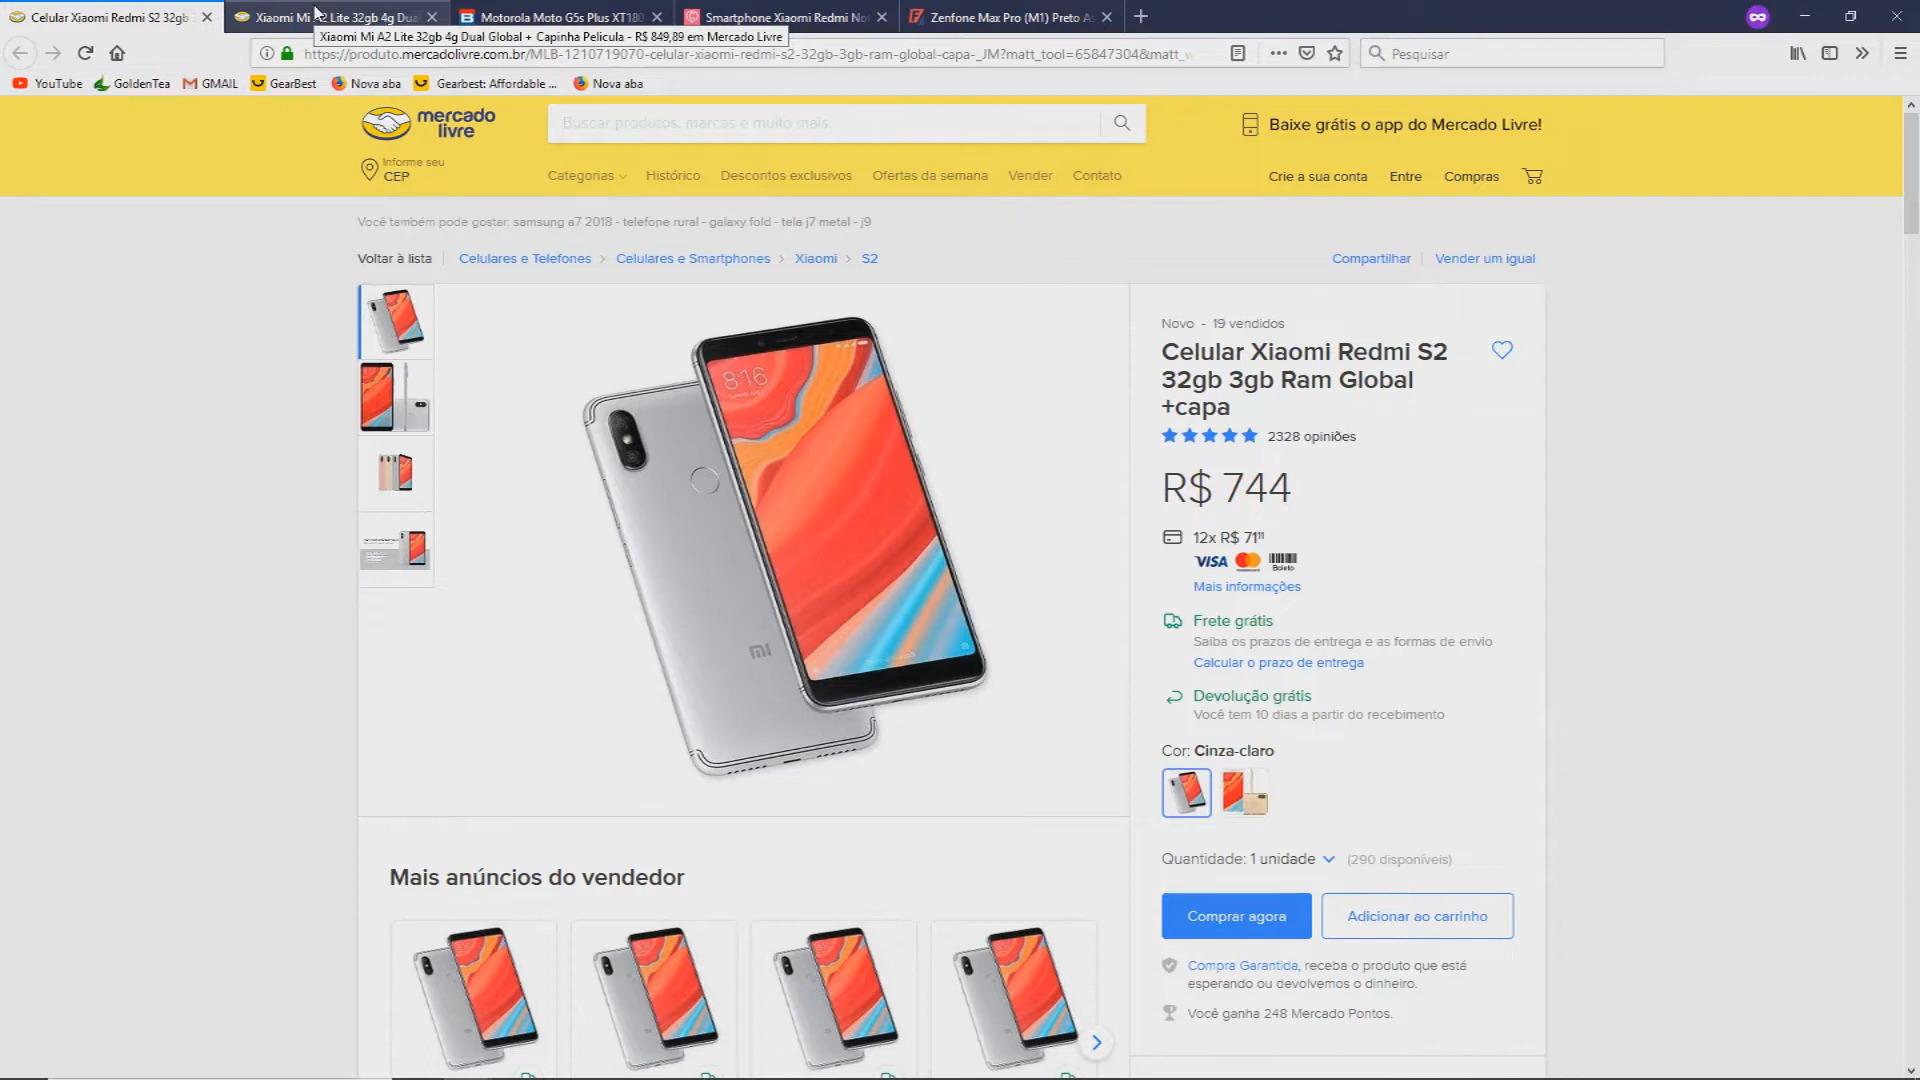 Celular Xiaomi Redmi S2 32gb
Xiaomi Mi A2 Lite 32gb 4g Dua
Motorola Moto G5s Plus XT180
Smartphone Xiaomi Redmi No
Zenfone Max Pro (M1) Preto A
Xiaomi Mi A2 Lite 32gb 4g Dual Global + Capinha Pelicula - R$ 849,89 em Mercado Livre
https://produto.mercadolivre.com.br/MLB-1210719070-celular-xiaomi-redmi-s2-32gb-3gb-ram-global-capa-_JM?matt_tool=65847304&matt_v
Pesquisar
YouTube
GoldenTea
GMAIL
GearBest
Nova aba
Gearbest: Affordable ...
Nova aba
mercado
livre
Buscar produtos, marcas e muito mais...
Baixe grátis o app do Mercado Livre!
Informe seu
CEP
Categorias
Histórico
Descontos exclusivos
Ofertas da semana
Vender
Contato
Crie a sua conta
Entre
Compras
Você também pode gostar: samsung a7 2018 - telefone rural - galaxy fold - tela j7 metal - j9
Voltar à lista
Celulares e Telefones
Celulares e Smartphones
Xiaomi
S2
Compartilhar
Vender um igual
8:16
Novo - 19 vendidos
Celular Xiaomi Redmi S2
32gb 3gb Ram Global
+capa
2328 opiniões
R$ 744
12x R$ 71¹¹
VISA
Boleto
Mais informações
Frete grátis
Saiba os prazos de entrega e as formas de envio
Calcular o prazo de entrega
Devolução grátis
Você tem 10 dias a partir do recebimento
Cor: Cinza-claro
Quantidade: 1 unidade
(290 disponíveis)
Comprar agora
Adicionar ao carrinho
Compra Garantida, receba o produto que está
esperando ou devolvemos o dinheiro.
Você ganha 248 Mercado Pontos.
Mais anúncios do vendedor